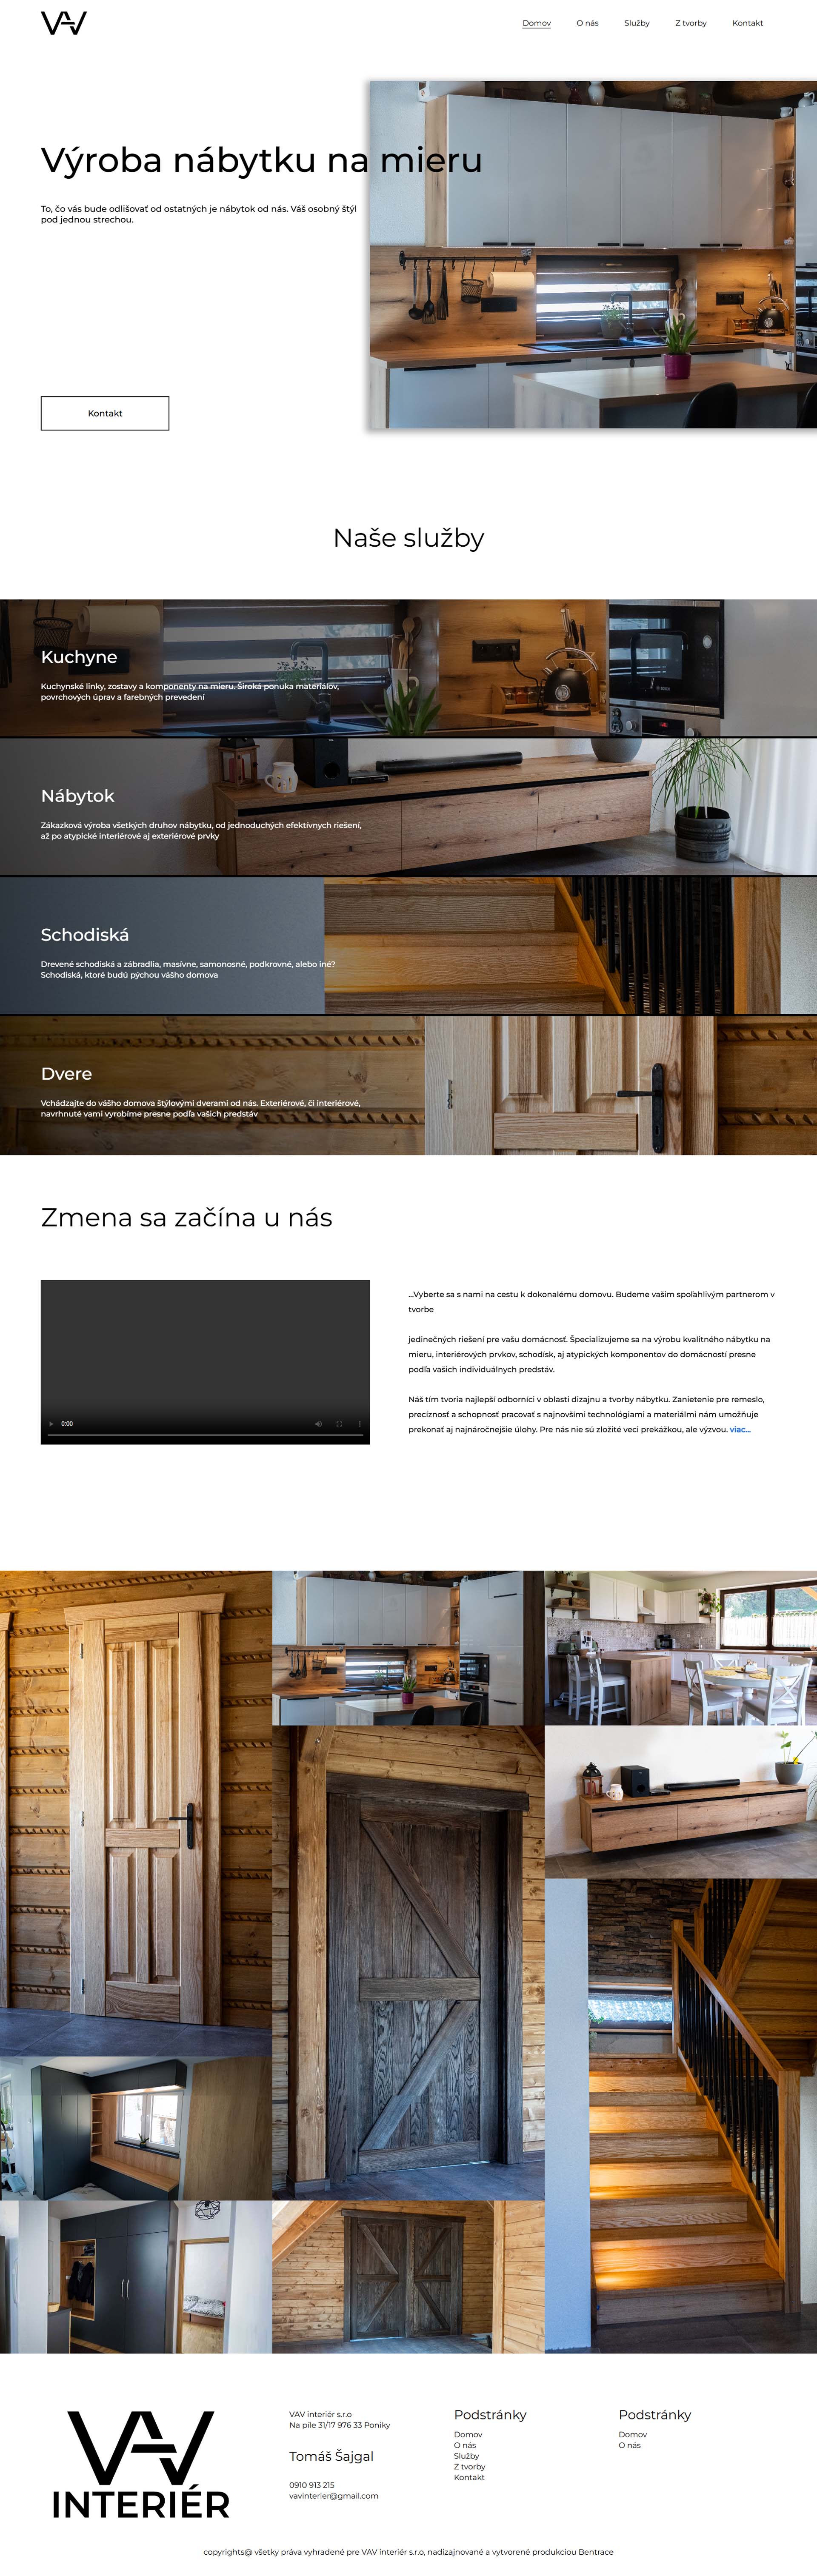 VAV
Domov
O nás
Služby
Z tvorby
Kontakt
Výroba nábytku na mieru
To, čo vás bude odlišovať od ostatných je nábytok od nás. Váš osobný štýl
pod jednou strechou.
Kontakt
Naše služby
Kuchyne
Kuchynské linky, zostavy a komponenty na mieru. Široká ponuka materiálov,
povrchových úprav a farebných prevedení
Nábytok
Zákazková výroba všetkých druhov nábytku, od jednoduchých efektívnych riešení,
až po atypické interiérové aj exteriérové prvky
Schodiská
Drevené schodiská a zábradlia, masívne, samonosné, podkrovné, alebo iné?
Schodiská, ktoré budú pýchou vášho domova
Dvere
Vchádzajte do vášho domova štýlovými dverami od nás. Exteriérové, či interiérové,
navrhnuté vami vyrobíme presne podľa vašich predstáv
Zmena sa začína u nás
0:00
...Vyberte sa s nami na cestu k dokonalému domovu. Budeme vašim spoľahlivým partnerom v
tvorbe
jedinečných riešení pre vašu domácnosť. Špecializujeme sa na výrobu kvalitného nábytku na
mieru, interiérových prvkov, schodísk, aj atypických komponentov do domácností presne
podľa vašich individuálnych predstáv.
Náš tím tvoria najlepší odborníci v oblasti dizajnu a tvorby nábytku. Zanietenie pre remeslo,
precíznosť a schopnosť pracovať s najnovšími technológiami a materiálmi nám umožňuje
prekonať aj najnáročnejšie úlohy. Pre nás nie sú zložité veci prekážkou, ale výzvou. viac...
VAV
INTERIÉR
VAV interiér s.r.o
Na píle 31/17 976 33 Poniky
Tomáš Šajgal
0910 913 215
vavinterier@gmail.com
Podstránky
Domov
O nás
Služby
Z tvorby
Kontakt
Podstránky
Domov
O nás
copyrights@ všetky práva vyhradené pre VAV interiér s.r.o, nadizajnované a vytvorené produkciou Bentrace